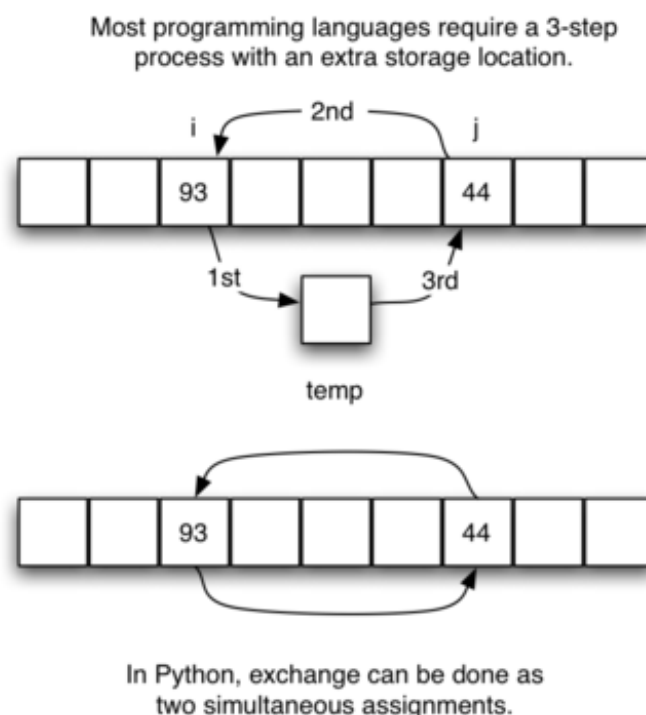 Most programming languages require a 3-step
process with an extra storage location.
2nd
i
j
93
44
1st
3rd
temp
93
44
In Python, exchange can be done as
two simultaneous assignments.